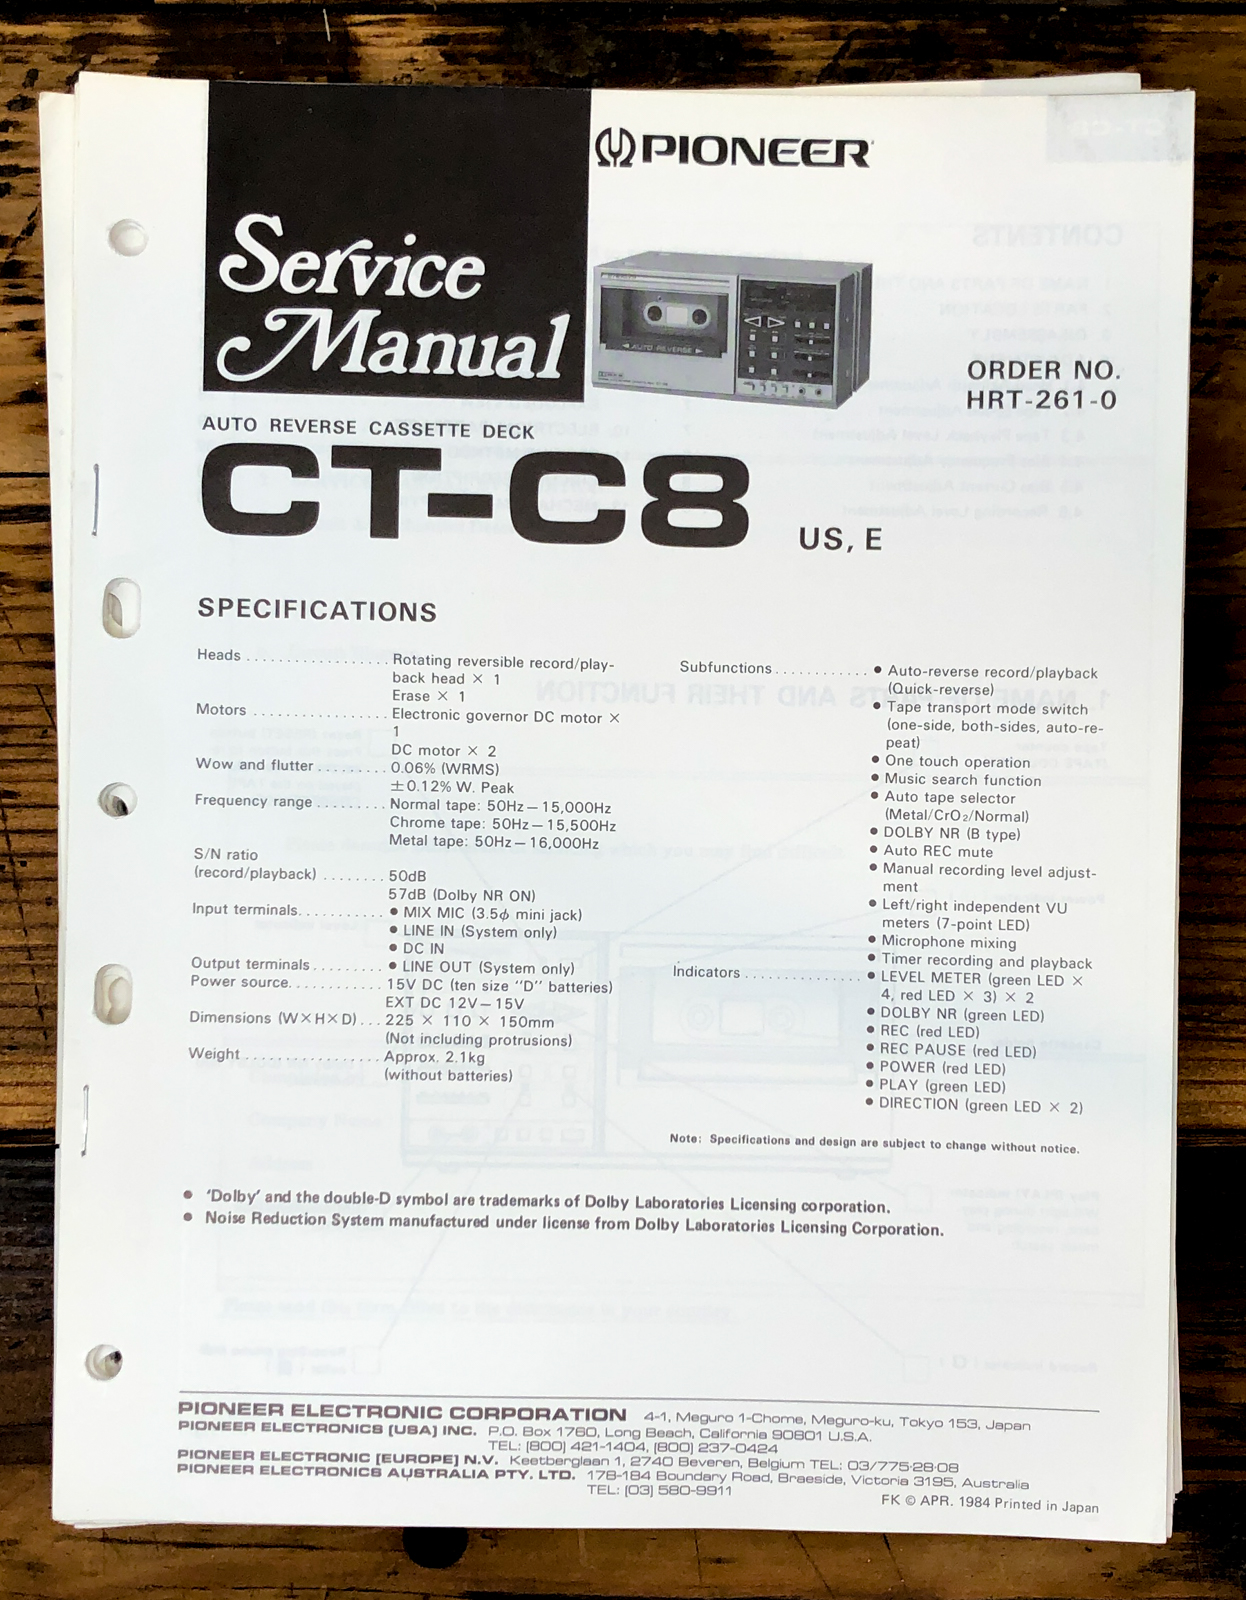 PIONEER
Service
Manual
AUTO REVERSE
ORDER NO.
HRT-261-0
AUTO REVERSE CASSETTE DECK
CT-C8
US, E
SPECIFICATIONS
Heads ................. Rotating reversible record/play-
back head × 1
Erase × 1
Motors ................. Electronic governor DC motor ×
1
DC motor × 2
Wow and flutter ......... 0.06% (WRMS)
±0.12% W. Peak
Frequency range ......... Normal tape: 50Hz—15,000Hz
Chrome tape: 50Hz—15,500Hz
Metal tape: 50Hz—16,000Hz
S/N ratio
(record/playback) ........ 50dB
57dB (Dolby NR ON)
Input terminals........... ● MIX MIC (3.5ϕ mini jack)
● LINE IN (System only)
● DC IN
Output terminals ......... ● LINE OUT (System only)
Power source............ 15V DC (ten size "D" batteries)
EXT DC 12V—15V
Dimensions (W×H×D)... 225 × 110 × 150mm
(Not including protrusions)
Weight ................. Approx. 2.1kg
(without batteries)
Subfunctions............ ● Auto-reverse record/playback
(Quick-reverse)
● Tape transport mode switch
(one-side, both-sides, auto-re-
peat)
● One touch operation
● Music search function
● Auto tape selector
(Metal/CrO₂/Normal)
● DOLBY NR (B type)
● Auto REC mute
● Manual recording level adjust-
ment
● Left/right independent VU
meters (7-point LED)
● Microphone mixing
● Timer recording and playback
Indicators ............... ● LEVEL METER (green LED ×
4, red LED × 3) × 2
● DOLBY NR (green LED)
● REC (red LED)
● REC PAUSE (red LED)
● POWER (red LED)
● PLAY (green LED)
● DIRECTION (green LED × 2)
Note: Specifications and design are subject to change without notice.
● 'Dolby' and the double-D symbol are trademarks of Dolby Laboratories Licensing corporation.
● Noise Reduction System manufactured under license from Dolby Laboratories Licensing Corporation.
PIONEER ELECTRONIC CORPORATION 4-1, Meguro 1-Chome, Meguro-ku, Tokyo 153, Japan
PIONEER ELECTRONICS [USA] INC. P.O. Box 1760, Long Beach, California 90801 U.S.A.
TEL: [800] 421-1404, [800] 237-0424
PIONEER ELECTRONIC [EUROPE] N.V. Keetberglaan 1, 2740 Beveren, Belgium TEL: 03/775·28·08
PIONEER ELECTRONICS AUSTRALIA PTY. LTD. 178-184 Boundary Road, Braeside, Victoria 3195, Australia
TEL: [03] 580-9911
FK © APR. 1984 Printed in Japan